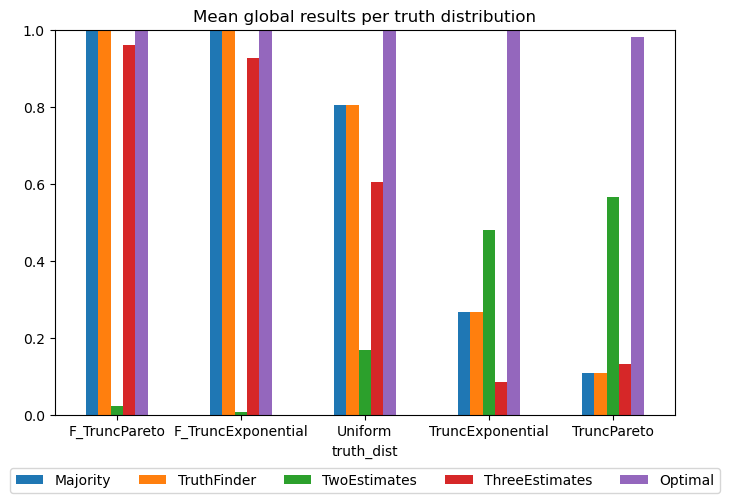 Mean global results per truth distribution
1.0
0.8
0.6
0.4
0.2
0.0
F_TruncPareto F_TruncExponential Uniform TruncExponential TruncPareto
truth_dist
Majority TruthFinder TwoEstimates ThreeEstimates Optimal